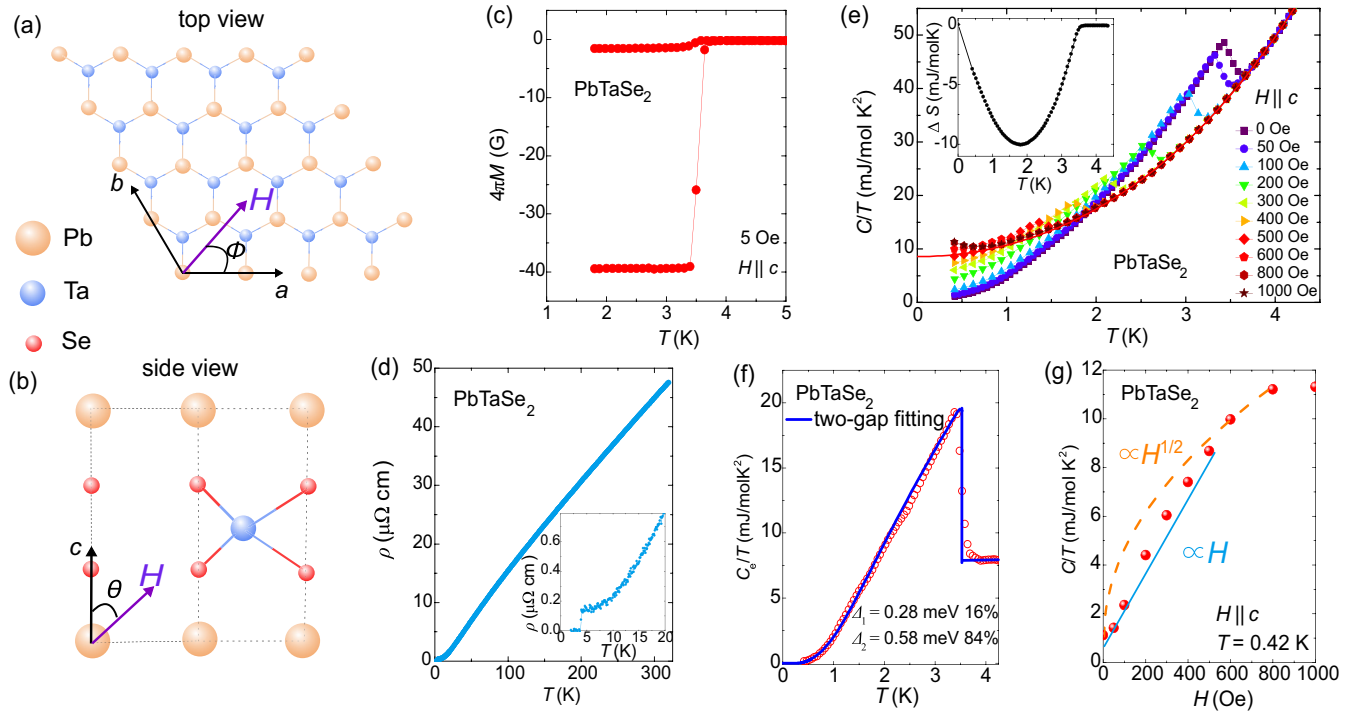 (a)
top view
b
H
Φ
a
Pb
Ta
Se
(b)
side view
c
θ
H
(c)
0
-10
-20
-30
-40
4πM (G)
PbTaSe2
5 Oe
H || c
0 1 2 3 4 5
T (K)
(d)
50
40
30
20
10
0
ρ (μΩ cm)
PbTaSe2
0.4
0.2
0.0
ρ (μΩ cm)
5 10 15 20
T (K)
0 100 200 300
T (K)
(e)
50
40
30
20
10
0
C/T (mJ/mol K2)
0
-5
-10
Δ S (mJ/molK)
0 1 2 3 4
T (K)
H || c
0 Oe
50 Oe
100 Oe
200 Oe
300 Oe
400 Oe
500 Oe
600 Oe
800 Oe
1000 Oe
PbTaSe2
0 1 2 3 4
T (K)
(f)
PbTaSe2
two-gap fitting
20
15
10
5
0
Ce/T (mJ/molK2)
Δ1 = 0.28 meV 16%
Δ2 = 0.58 meV 84%
0 1 2 3 4
T (K)
(g)
PbTaSe2
12
10
8
6
4
2
0
C/T (mJ/mol K2)
∝H1/2
∝H
H || c
T = 0.42 K
0 200 400 600 800 1000
H (Oe)